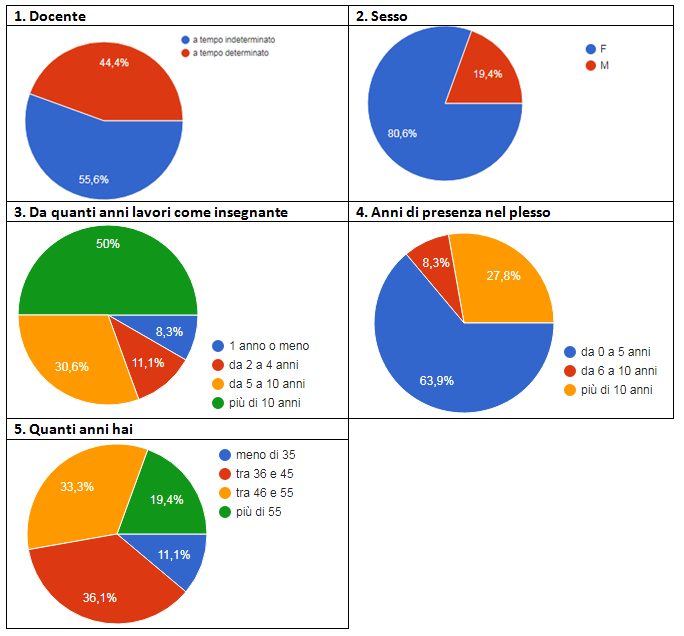 1. Docente
44,4%
55,6%
a tempo indeterminato
a tempo determinato
2. Sesso
19,4%
80,6%
F
M
3. Da quanti anni lavori come insegnante
50%
8,3%
11,1%
30,6%
1 anno o meno
da 2 a 4 anni
da 5 a 10 anni
più di 10 anni
4. Anni di presenza nel plesso
8,3%
27,8%
63,9%
da 0 a 5 anni
da 6 a 10 anni
più di 10 anni
5. Quanti anni hai
33,3%
19,4%
11,1%
36,1%
meno di 35
tra 36 e 45
tra 46 e 55
più di 55